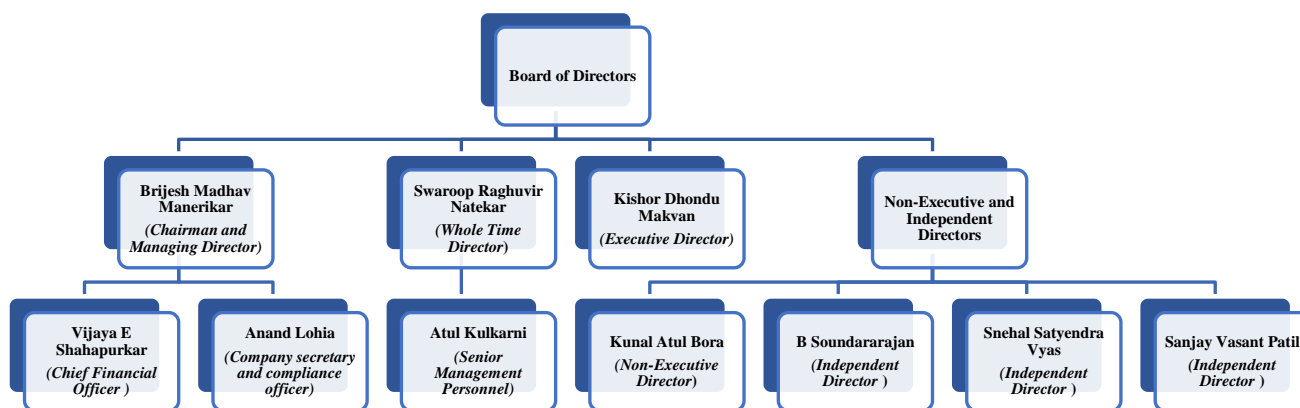 Board of Directors
Brijesh Madhav
Manerikar
(Chairman and
Managing Director)
Swaroop Raghuvir
Natekar
(Whole Time
Director)
Kishor Dhondu
Makvan
(Executive Director)
Non-Executive and
Independent
Directors
Vijaya E
Shahapurkar
(Chief Financial
Officer )
Anand Lohia
(Company secretary
and compliance
officer)
Atul Kulkarni
(Senior
Management
Personnel)
Kunal Atul Bora
(Non-Executive
Director)
B Soundararajan
(Independent
Director )
Snehal Satyendra
Vyas
(Independent
Director )
Sanjay Vasant Patil
(Independent
Director )